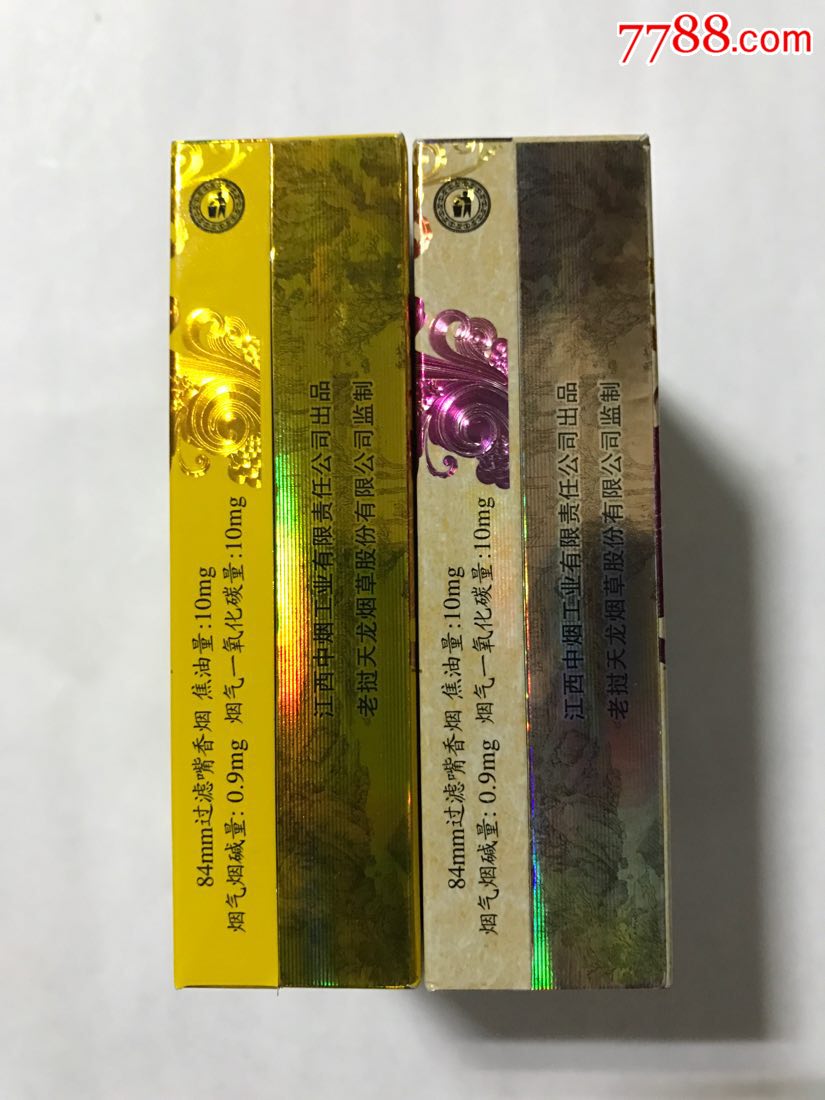 7788.com
84mm过滤嘴香烟 焦油量:10mg
烟气烟碱量: 0.9mg 烟气一氧化碳量:10mg
江西中烟工业有限责任公司出品
老挝天龙烟草股份有限公司监制
84mm过滤嘴香烟 焦油量:10mg
烟气烟碱量: 0.9mg 烟气一氧化碳量:10mg
江西中烟工业有限责任公司出品
老挝天龙烟草股份有限公司监制